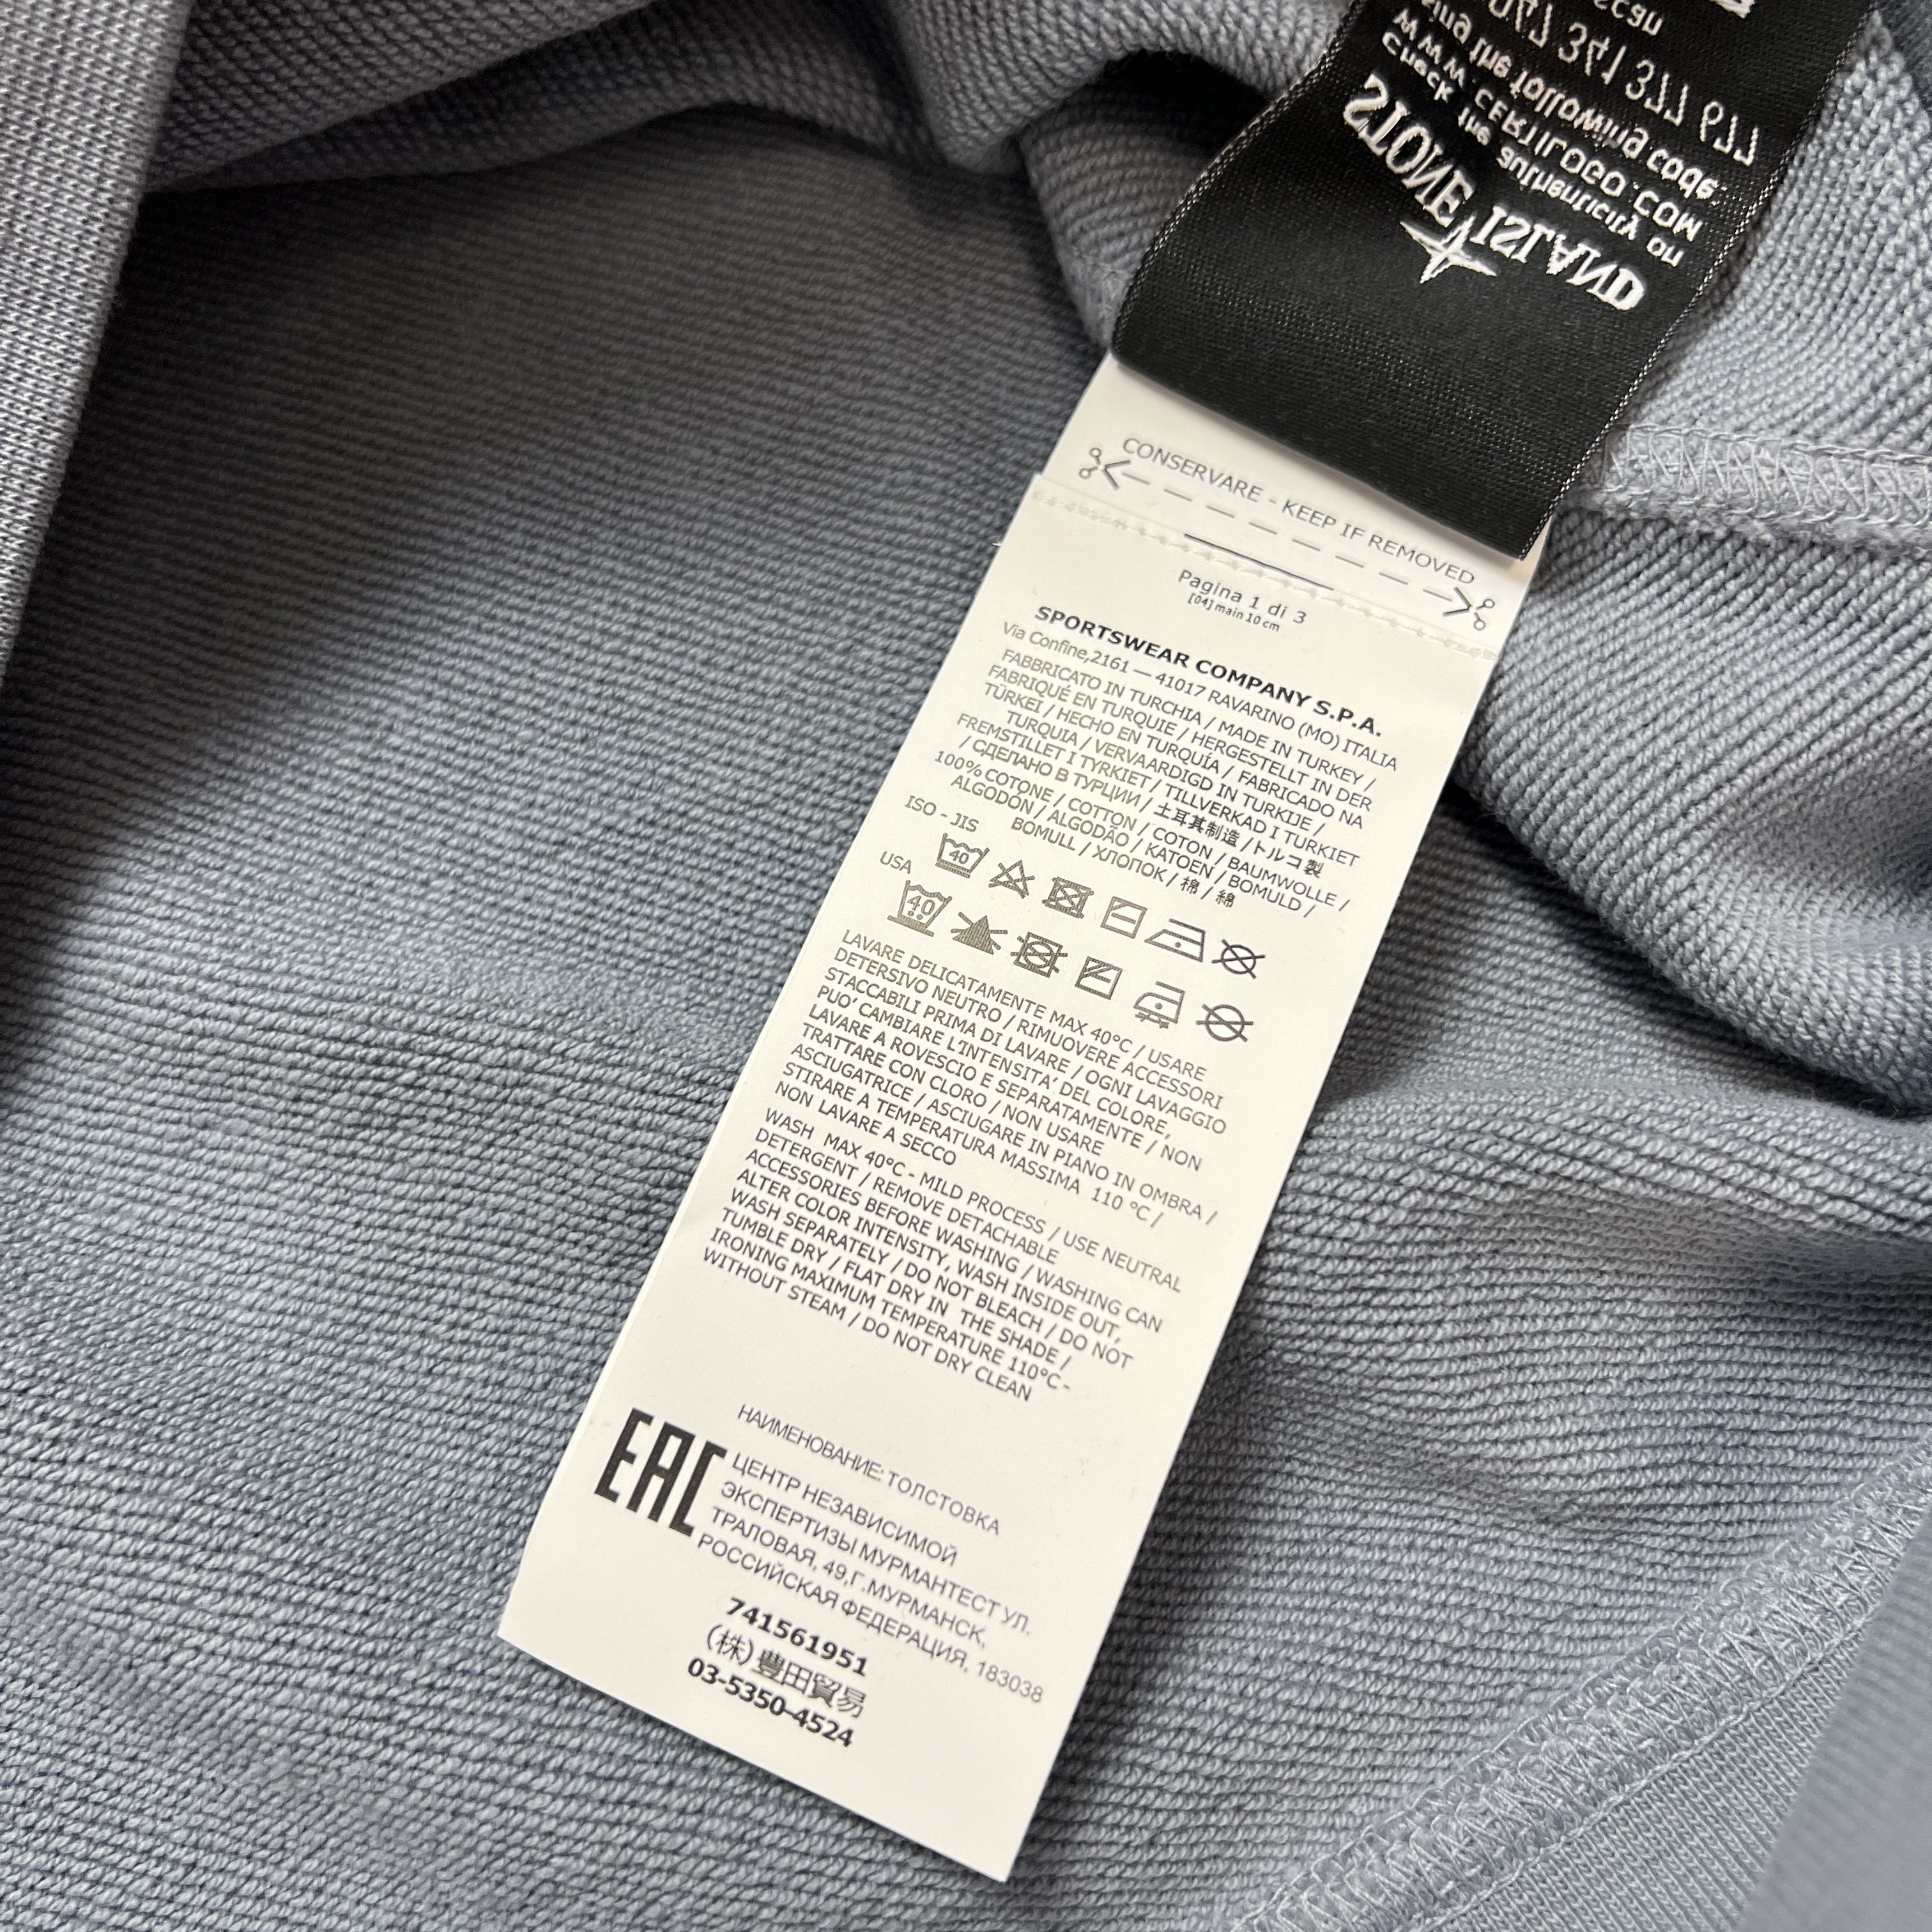 STONE ISLAND
Check the authenticity on
www.CERTILOGO.COM
the following code:
341 377 677
CONSERVARE - KEEP IF REMOVED
Pagina 1 di 3
[04] main 10 cm
SPORTSWEAR COMPANY S.P.A.
Via Confine,2161 — 41017 RAVARINO (MO) ITALIA
FABBRICATO IN TURCHIA / MADE IN TURKEY /
FABRIQUÉ EN TURQUIE / HERGESTELLT IN DER
TÜRKEI / HECHO EN TURQUÍA / FABRICADO NA
TURQUIA / VERVAARDIGD IN TURKIJE /
FREMSTILLET I TYRKIET / TILLVERKAD I TURKIET
/ СДЕЛАНО В ТУРЦИИ / 土耳其制造 / トルコ製
100% COTONE / COTTON / COTON / BAUMWOLLE /
ALGODÓN / ALGODÃO / KATOEN / BOMULD /
BOMULL / ХЛОПОК / 棉 / 綿
ISO - JIS
40
USA
40
LAVARE DELICATAMENTE MAX 40°C / USARE
DETERSIVO NEUTRO / RIMUOVERE ACCESSORI
STACCABILI PRIMA DI LAVARE / OGNI LAVAGGIO
PUO' CAMBIARE L'INTENSITA' DEL COLORE,
LAVARE A ROVESCIO E SEPARATAMENTE / NON
TRATTARE CON CLORO / NON USARE
ASCIUGATRICE / ASCIUGARE IN PIANO IN OMBRA /
STIRARE A TEMPERATURA MASSIMA 110 °C /
NON LAVARE A SECCO
WASH MAX 40°C - MILD PROCESS / USE NEUTRAL
DETERGENT / REMOVE DETACHABLE
ACCESSORIES BEFORE WASHING / WASHING CAN
ALTER COLOR INTENSITY, WASH INSIDE OUT,
WASH SEPARATELY / DO NOT BLEACH / DO NOT
TUMBLE DRY / FLAT DRY IN THE SHADE /
IRONING MAXIMUM TEMPERATURE 110°C -
WITHOUT STEAM / DO NOT DRY CLEAN
НАИМЕНОВАНИЕ: ТОЛСТОВКА
EAC
ЦЕНТР НЕЗАВИСИМОЙ
ЭКСПЕРТИЗЫ МУРМАНТЕСТ УЛ.
ТРАЛОВАЯ, 49,Г.МУРМАНСК,
РОССИЙСКАЯ ФЕДЕРАЦИЯ, 183038
741561951
(株) 豊田貿易
03-5350-4524